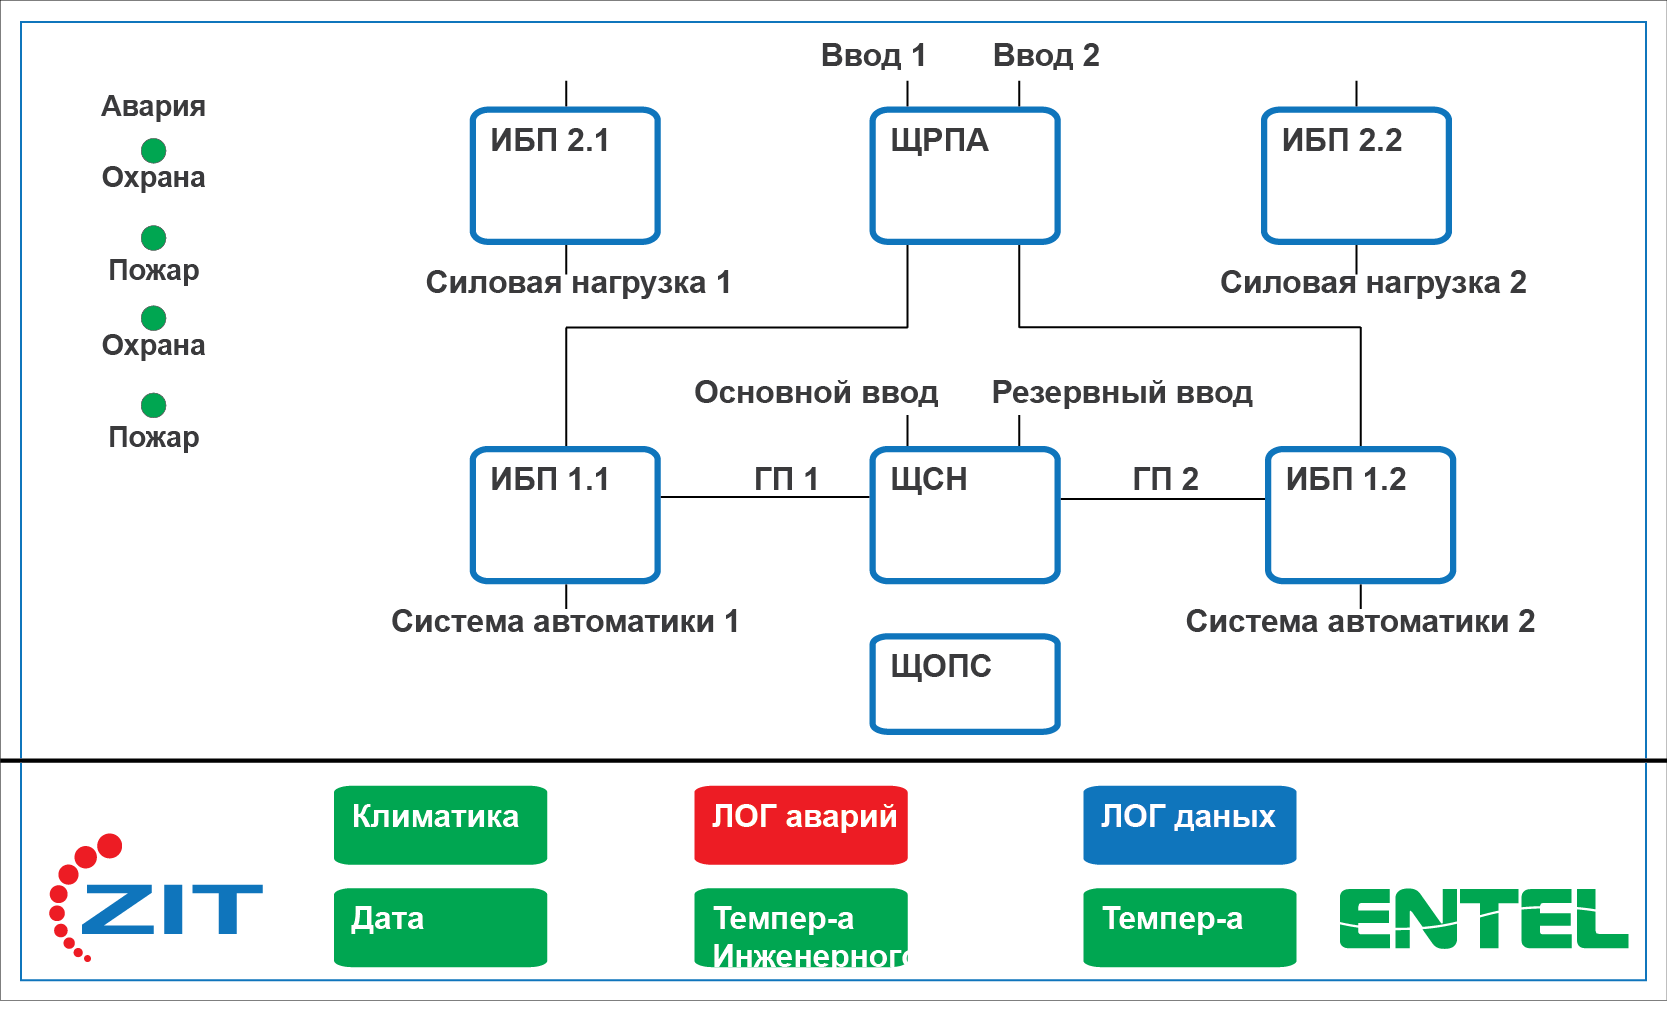 Ввод 1
Ввод 2
Авария
Охрана
Пожар
Охрана
Пожар
ИБП 2.1
ЩРПА
ИБП 2.2
Силовая нагрузка 1
Силовая нагрузка 2
Основной ввод
Резервный ввод
ИБП 1.1
ГП 1
ЩСН
ГП 2
ИБП 1.2
Система автоматики 1
Система автоматики 2
ЩОПС
Климатика
ЛОГ аварий
ЛОГ даных
ZIT
Дата
Темпер-а
Инженерного
Темпер-а
ENTEL